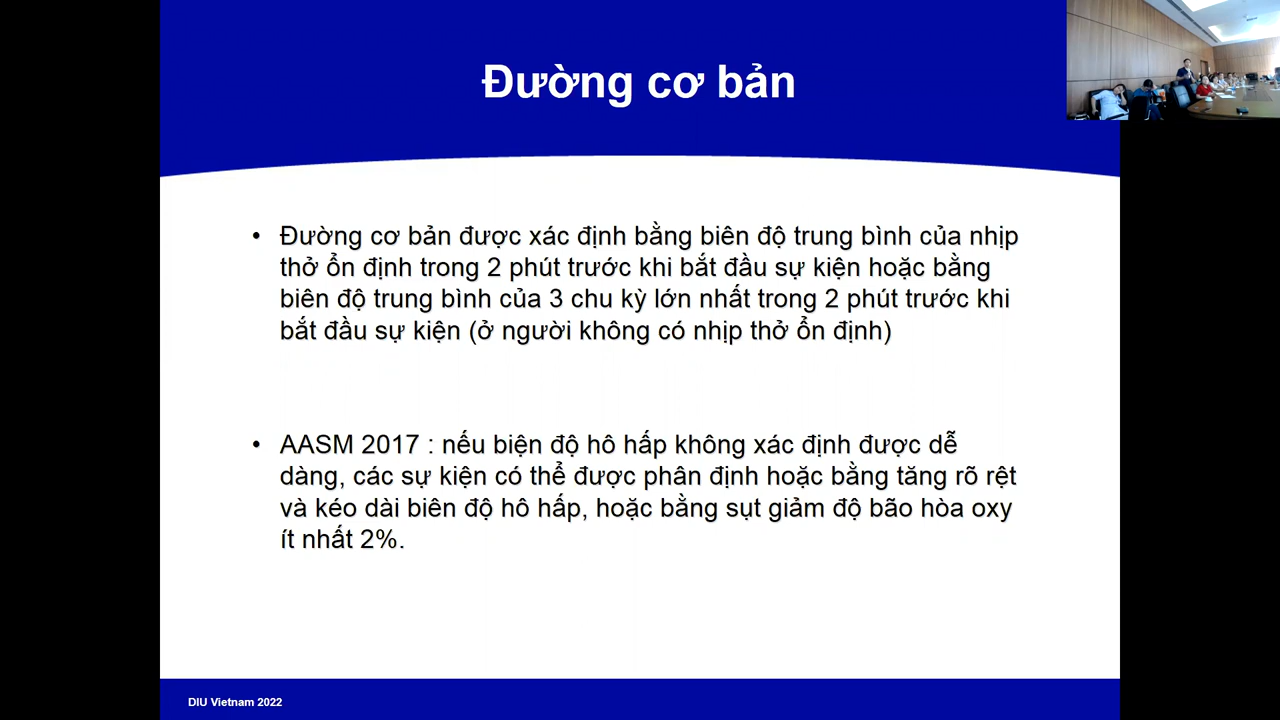 Đường cơ bản
• Đường cơ bản được xác định bằng biên độ trung bình của nhịp
thở ổn định trong 2 phút trước khi bắt đầu sự kiện hoặc bằng
biên độ trung bình của 3 chu kỳ lớn nhất trong 2 phút trước khi
bắt đầu sự kiện (ở người không có nhịp thở ổn định)
• AASM 2017 : nếu biện độ hô hấp không xác định được dễ
dàng, các sự kiện có thể được phân định hoặc bằng tăng rõ rệt
và kéo dài biên độ hô hấp, hoặc bằng sụt giảm độ bão hòa oxy
ít nhất 2%.
DIU Vietnam 2022